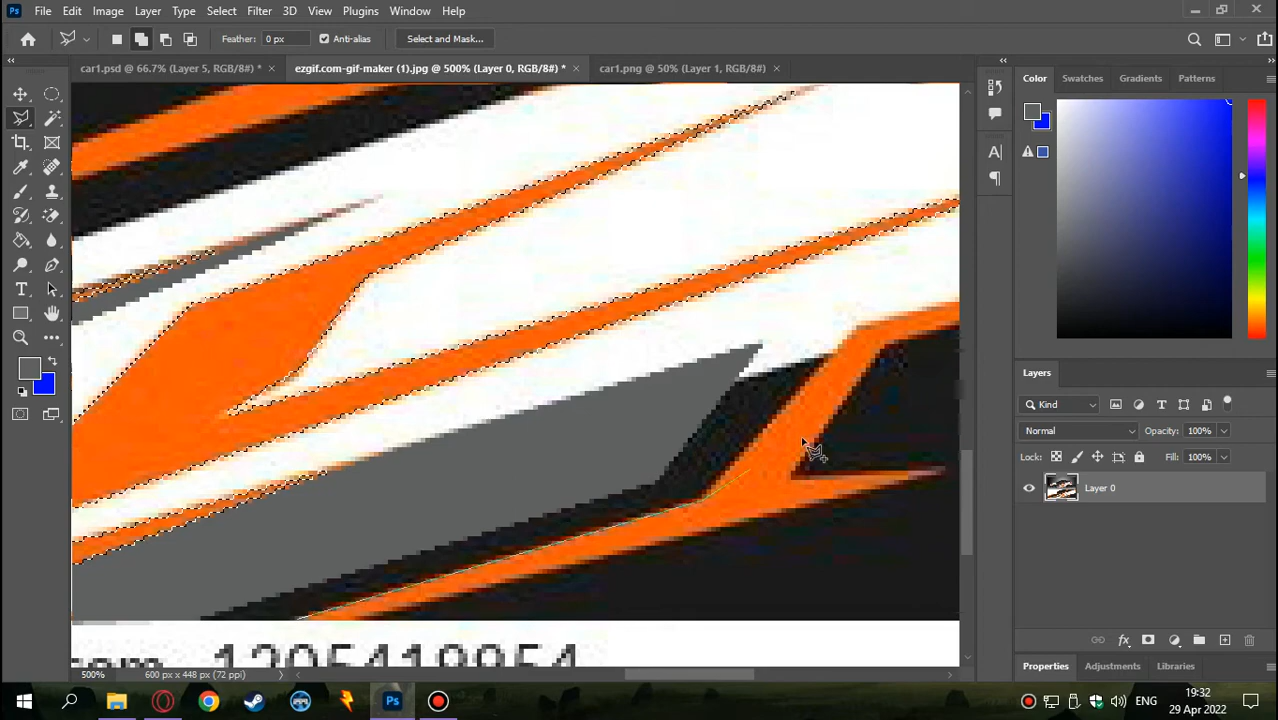 File Edit Image Layer Type Select Filter 3D View Plugins Window Help
Feather: 0 px Anti-alias Select and Mask...
car1.psd @ 66.7% (Layer 5, RGB/8#) * × ezgif.com-gif-maker (1).jpg @ 500% (Layer 0, RGB/8#) * × car1.png @ 50% (Layer 1, RGB/8#) ×
Color Swatches Gradients Patterns
Layers
Kind
Normal Opacity: 100%
Lock: Fill: 100%
Layer 0
500% 600 px x 448 px (72 ppi)
Properties Adjustments Libraries
ENG
19:32
29 Apr 2022